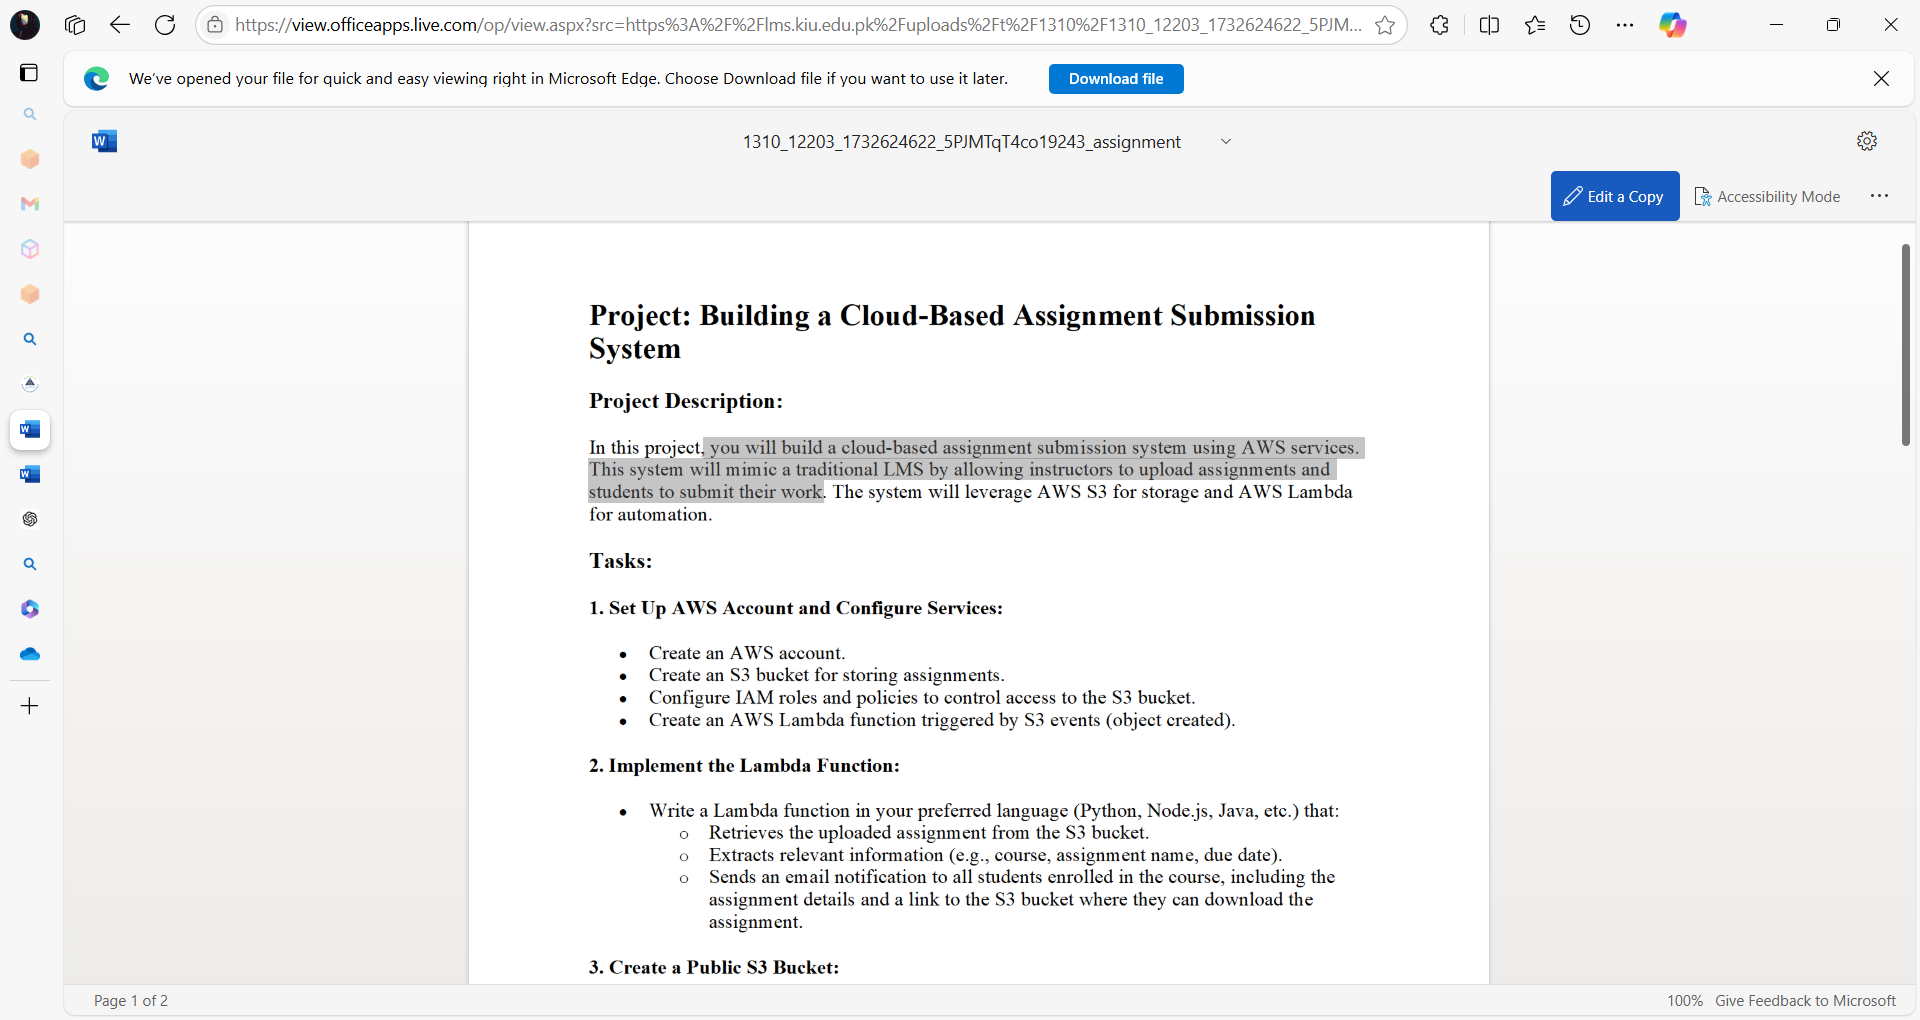 https://view.officeapps.live.com/op/view.aspx?src=https%3A%2F%2Flms.kiu.edu.pk%2Fuploads%2Ft%2F1310%2F1310_12203_1732624622_5PJM...
We've opened your file for quick and easy viewing right in Microsoft Edge. Choose Download file if you want to use it later.
Download file
W
1310_12203_1732624622_5PJMTqT4co19243_assignment
Edit a Copy
Accessibility Mode
Project: Building a Cloud-Based Assignment Submission
System
Project Description:
In this project, you will build a cloud-based assignment submission system using AWS services.
This system will mimic a traditional LMS by allowing instructors to upload assignments and
students to submit their work. The system will leverage AWS S3 for storage and AWS Lambda
for automation.
Tasks:
1. Set Up AWS Account and Configure Services:
• Create an AWS account.
• Create an S3 bucket for storing assignments.
• Configure IAM roles and policies to control access to the S3 bucket.
• Create an AWS Lambda function triggered by S3 events (object created).
2. Implement the Lambda Function:
• Write a Lambda function in your preferred language (Python, Node.js, Java, etc.) that:
o Retrieves the uploaded assignment from the S3 bucket.
o Extracts relevant information (e.g., course, assignment name, due date).
o Sends an email notification to all students enrolled in the course, including the
assignment details and a link to the S3 bucket where they can download the
assignment.
3. Create a Public S3 Bucket:
Page 1 of 2
100%
Give Feedback to Microsoft